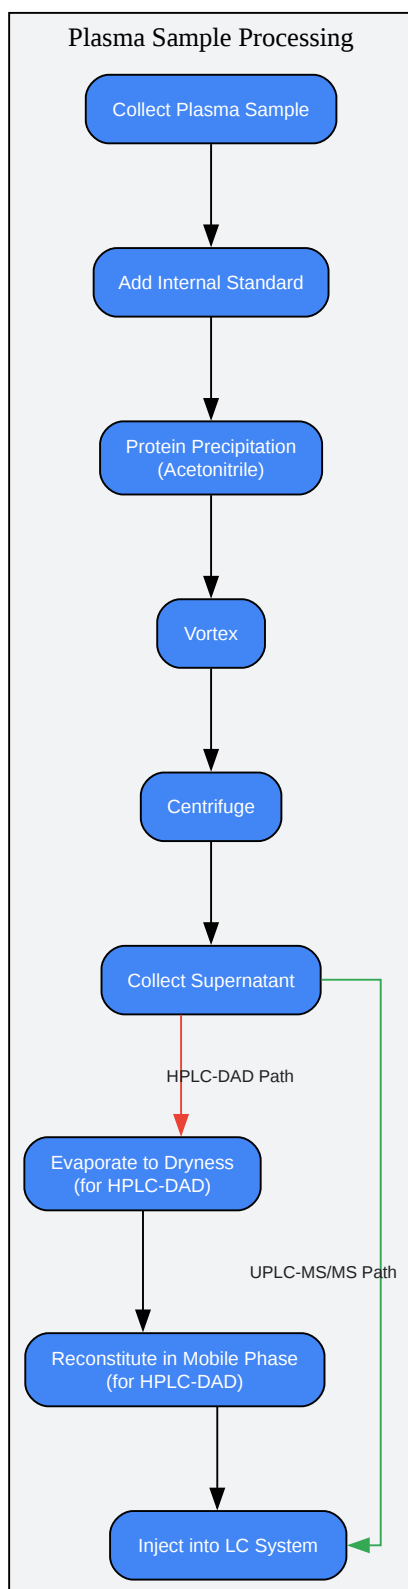 Plasma Sample Processing
Collect Plasma Sample
Add Internal Standard
Protein Precipitation
(Acetonitrile)
Vortex
Centrifuge
Collect Supernatant
HPLC-DAD Path
Evaporate to Dryness
(for HPLC-DAD)
UPLC-MS/MS Path
Reconstitute in Mobile Phase
(for HPLC-DAD)
Inject into LC System